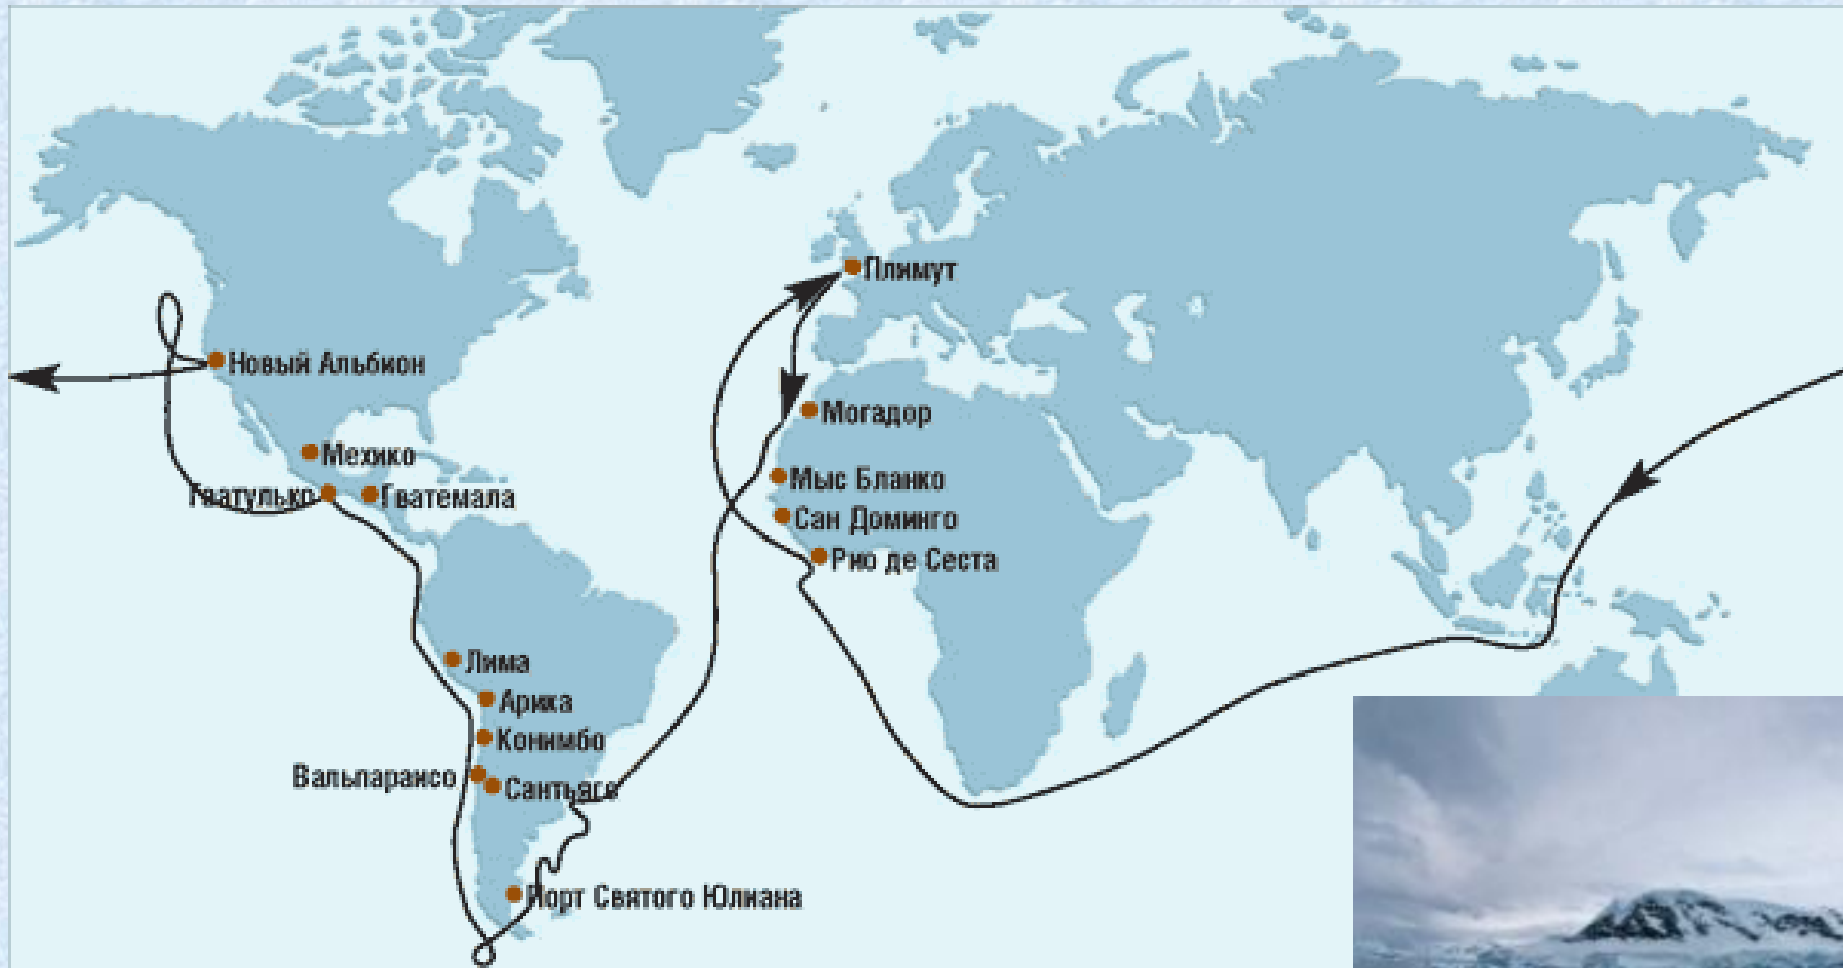 Плимут
Новый Альбион
Могадор
Мехико
Мыс Бланко
Гватулько
Гватемала
Сан Доминго
Рио де Сеста
Лима
Арика
Конимбо
Вальпараисо
Сантьяго
Порт Святого Юлиана